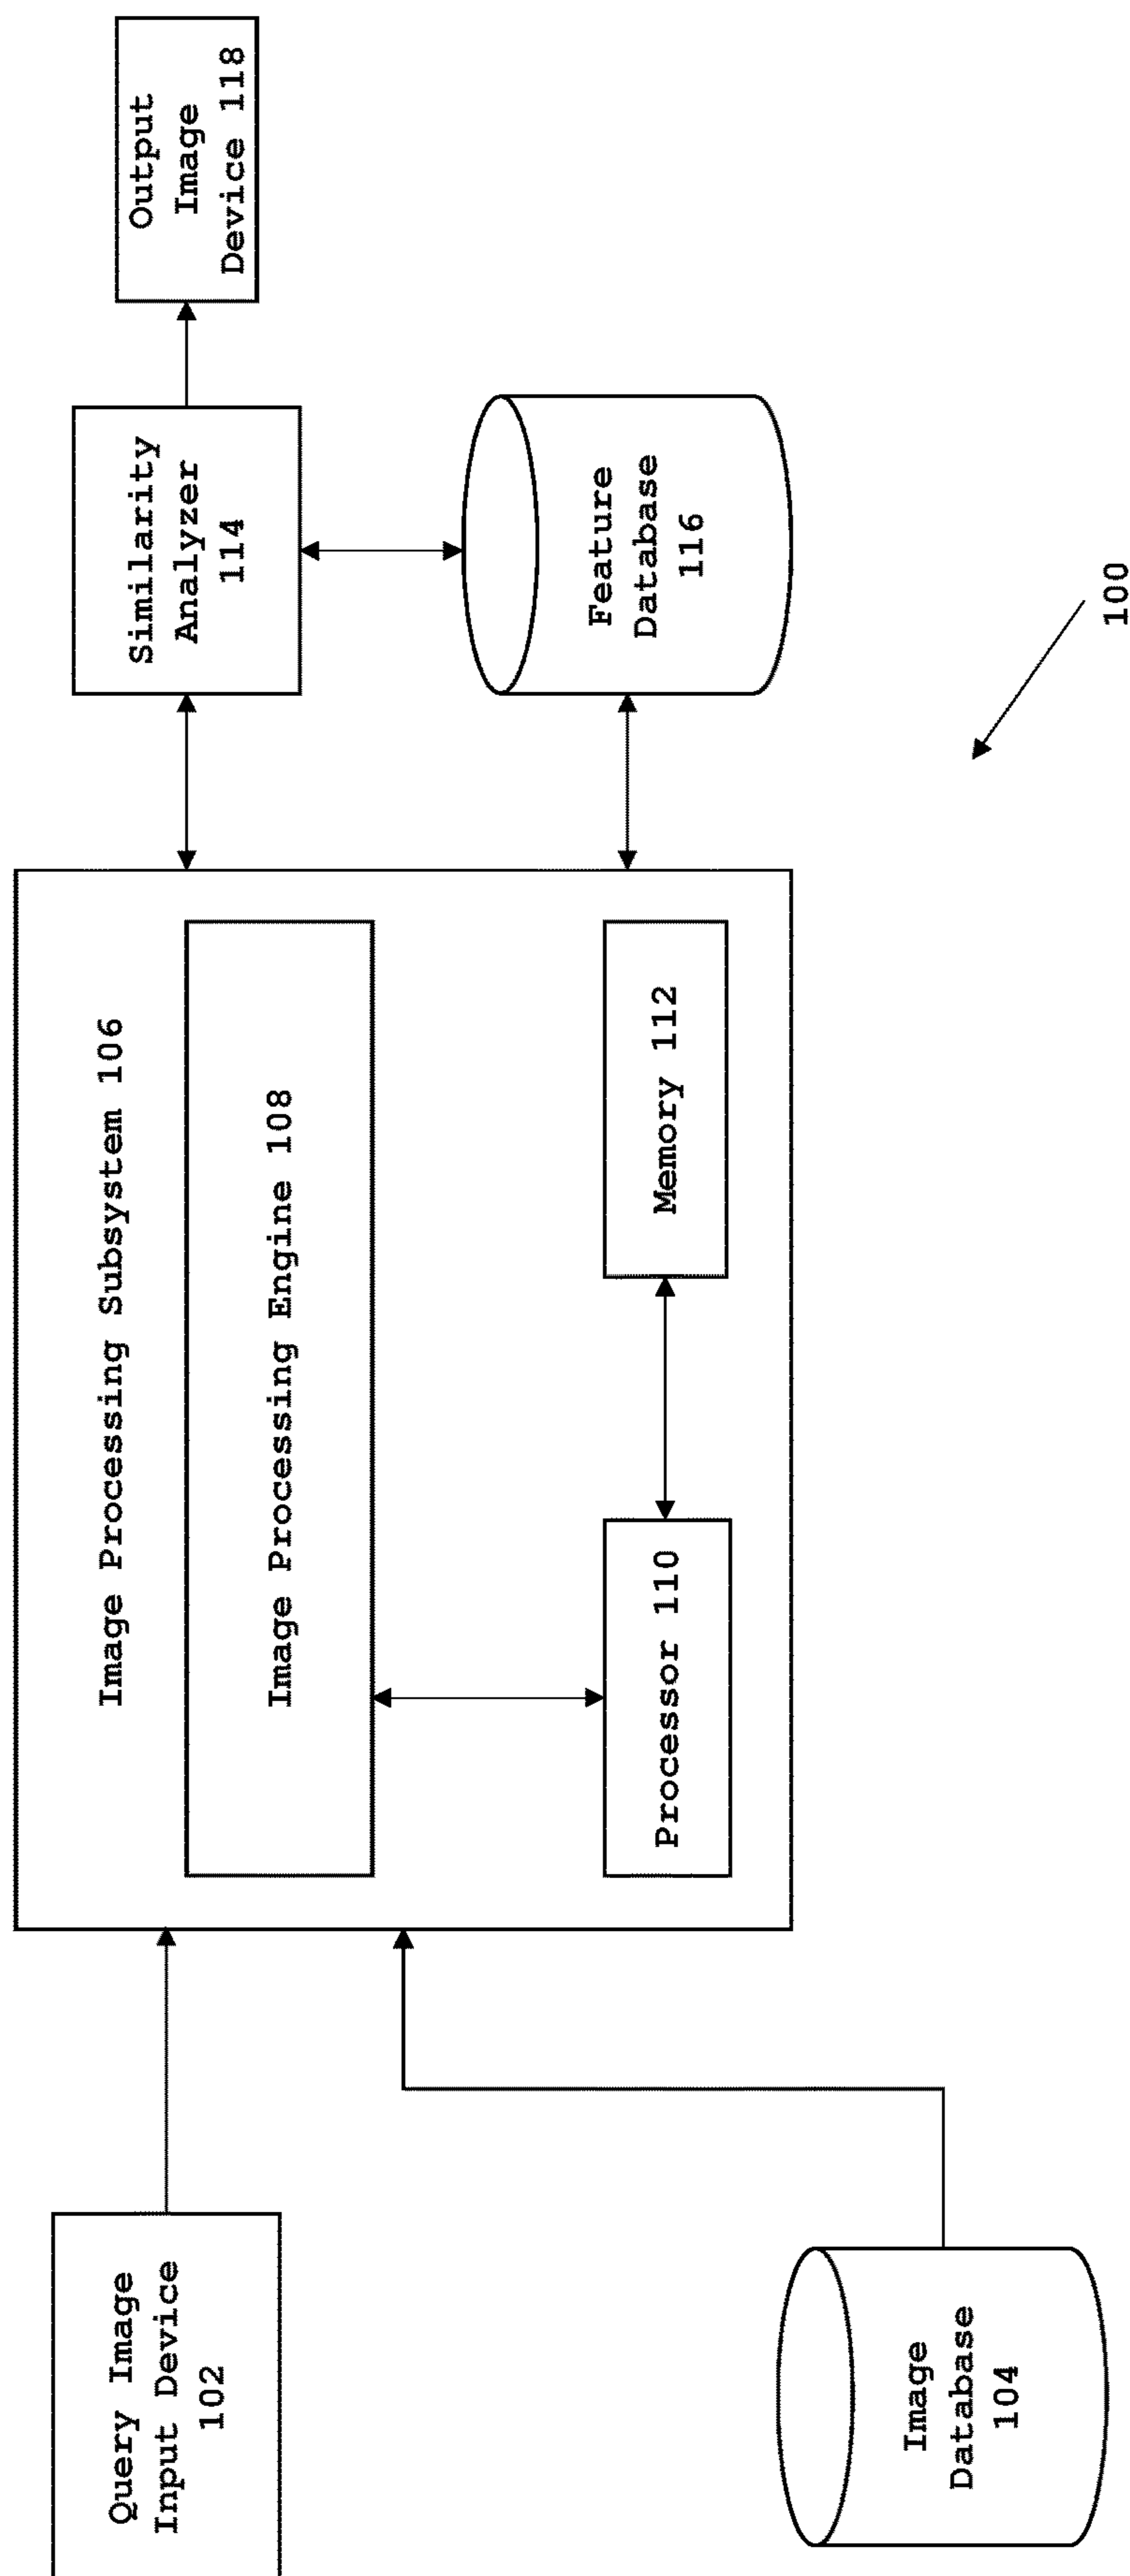 Query Image
Input Device
102
Image
Database
104
Image Processing Subsystem 106
Image Processing Engine 108
Processor 110
Memory 112
Similarity
Analyzer
114
Feature
Database
116
Output
Image
Device 118
100